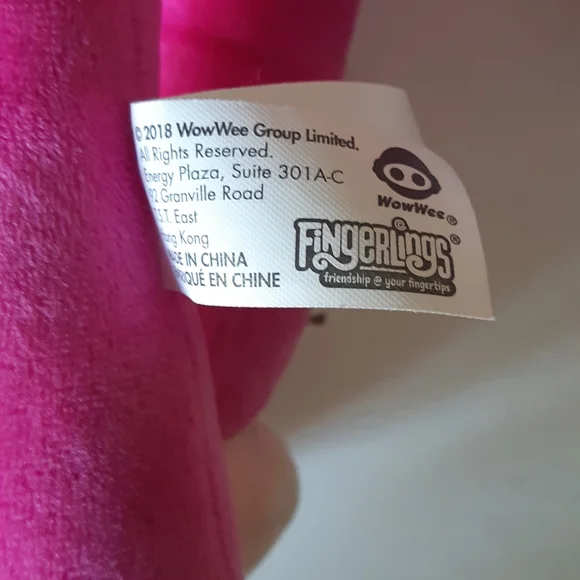 © 2018 WowWee Group Limited.
All Rights Reserved.
Energy Plaza, Suite 301A-C
92 Granville Road
T.S.T. East
Kong
IN CHINA
EN CHINE
WowWee®
©
FiNgeRLiNgs®
friendship @ your fingertips